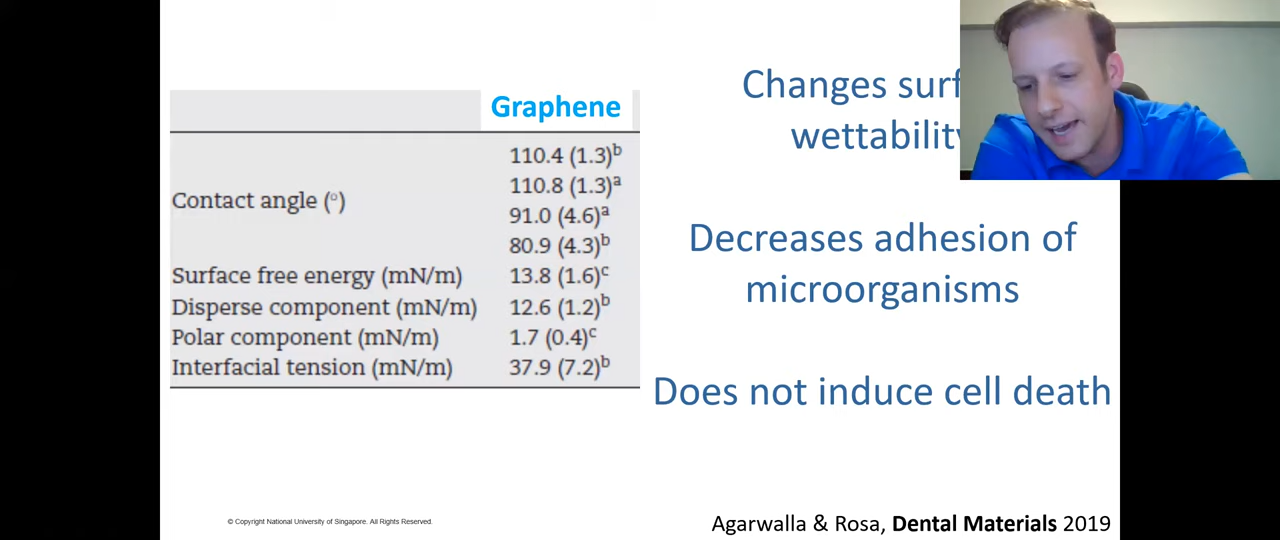 Graphene
Contact angle (°)
110.4 (1.3)ᵇ
110.8 (1.3)ᵃ
91.0 (4.6)ᵃ
80.9 (4.3)ᵇ
Surface free energy (mN/m) 13.8 (1.6)ᶜ
Disperse component (mN/m) 12.6 (1.2)ᵇ
Polar component (mN/m) 1.7 (0.4)ᶜ
Interfacial tension (mN/m) 37.9 (7.2)ᵇ
Changes
wettability
Decreases adhesion of
microorganisms
Does not induce cell death
© Copyright National University of Singapore. All Rights Reserved.
Agarwalla & Rosa, Dental Materials 2019